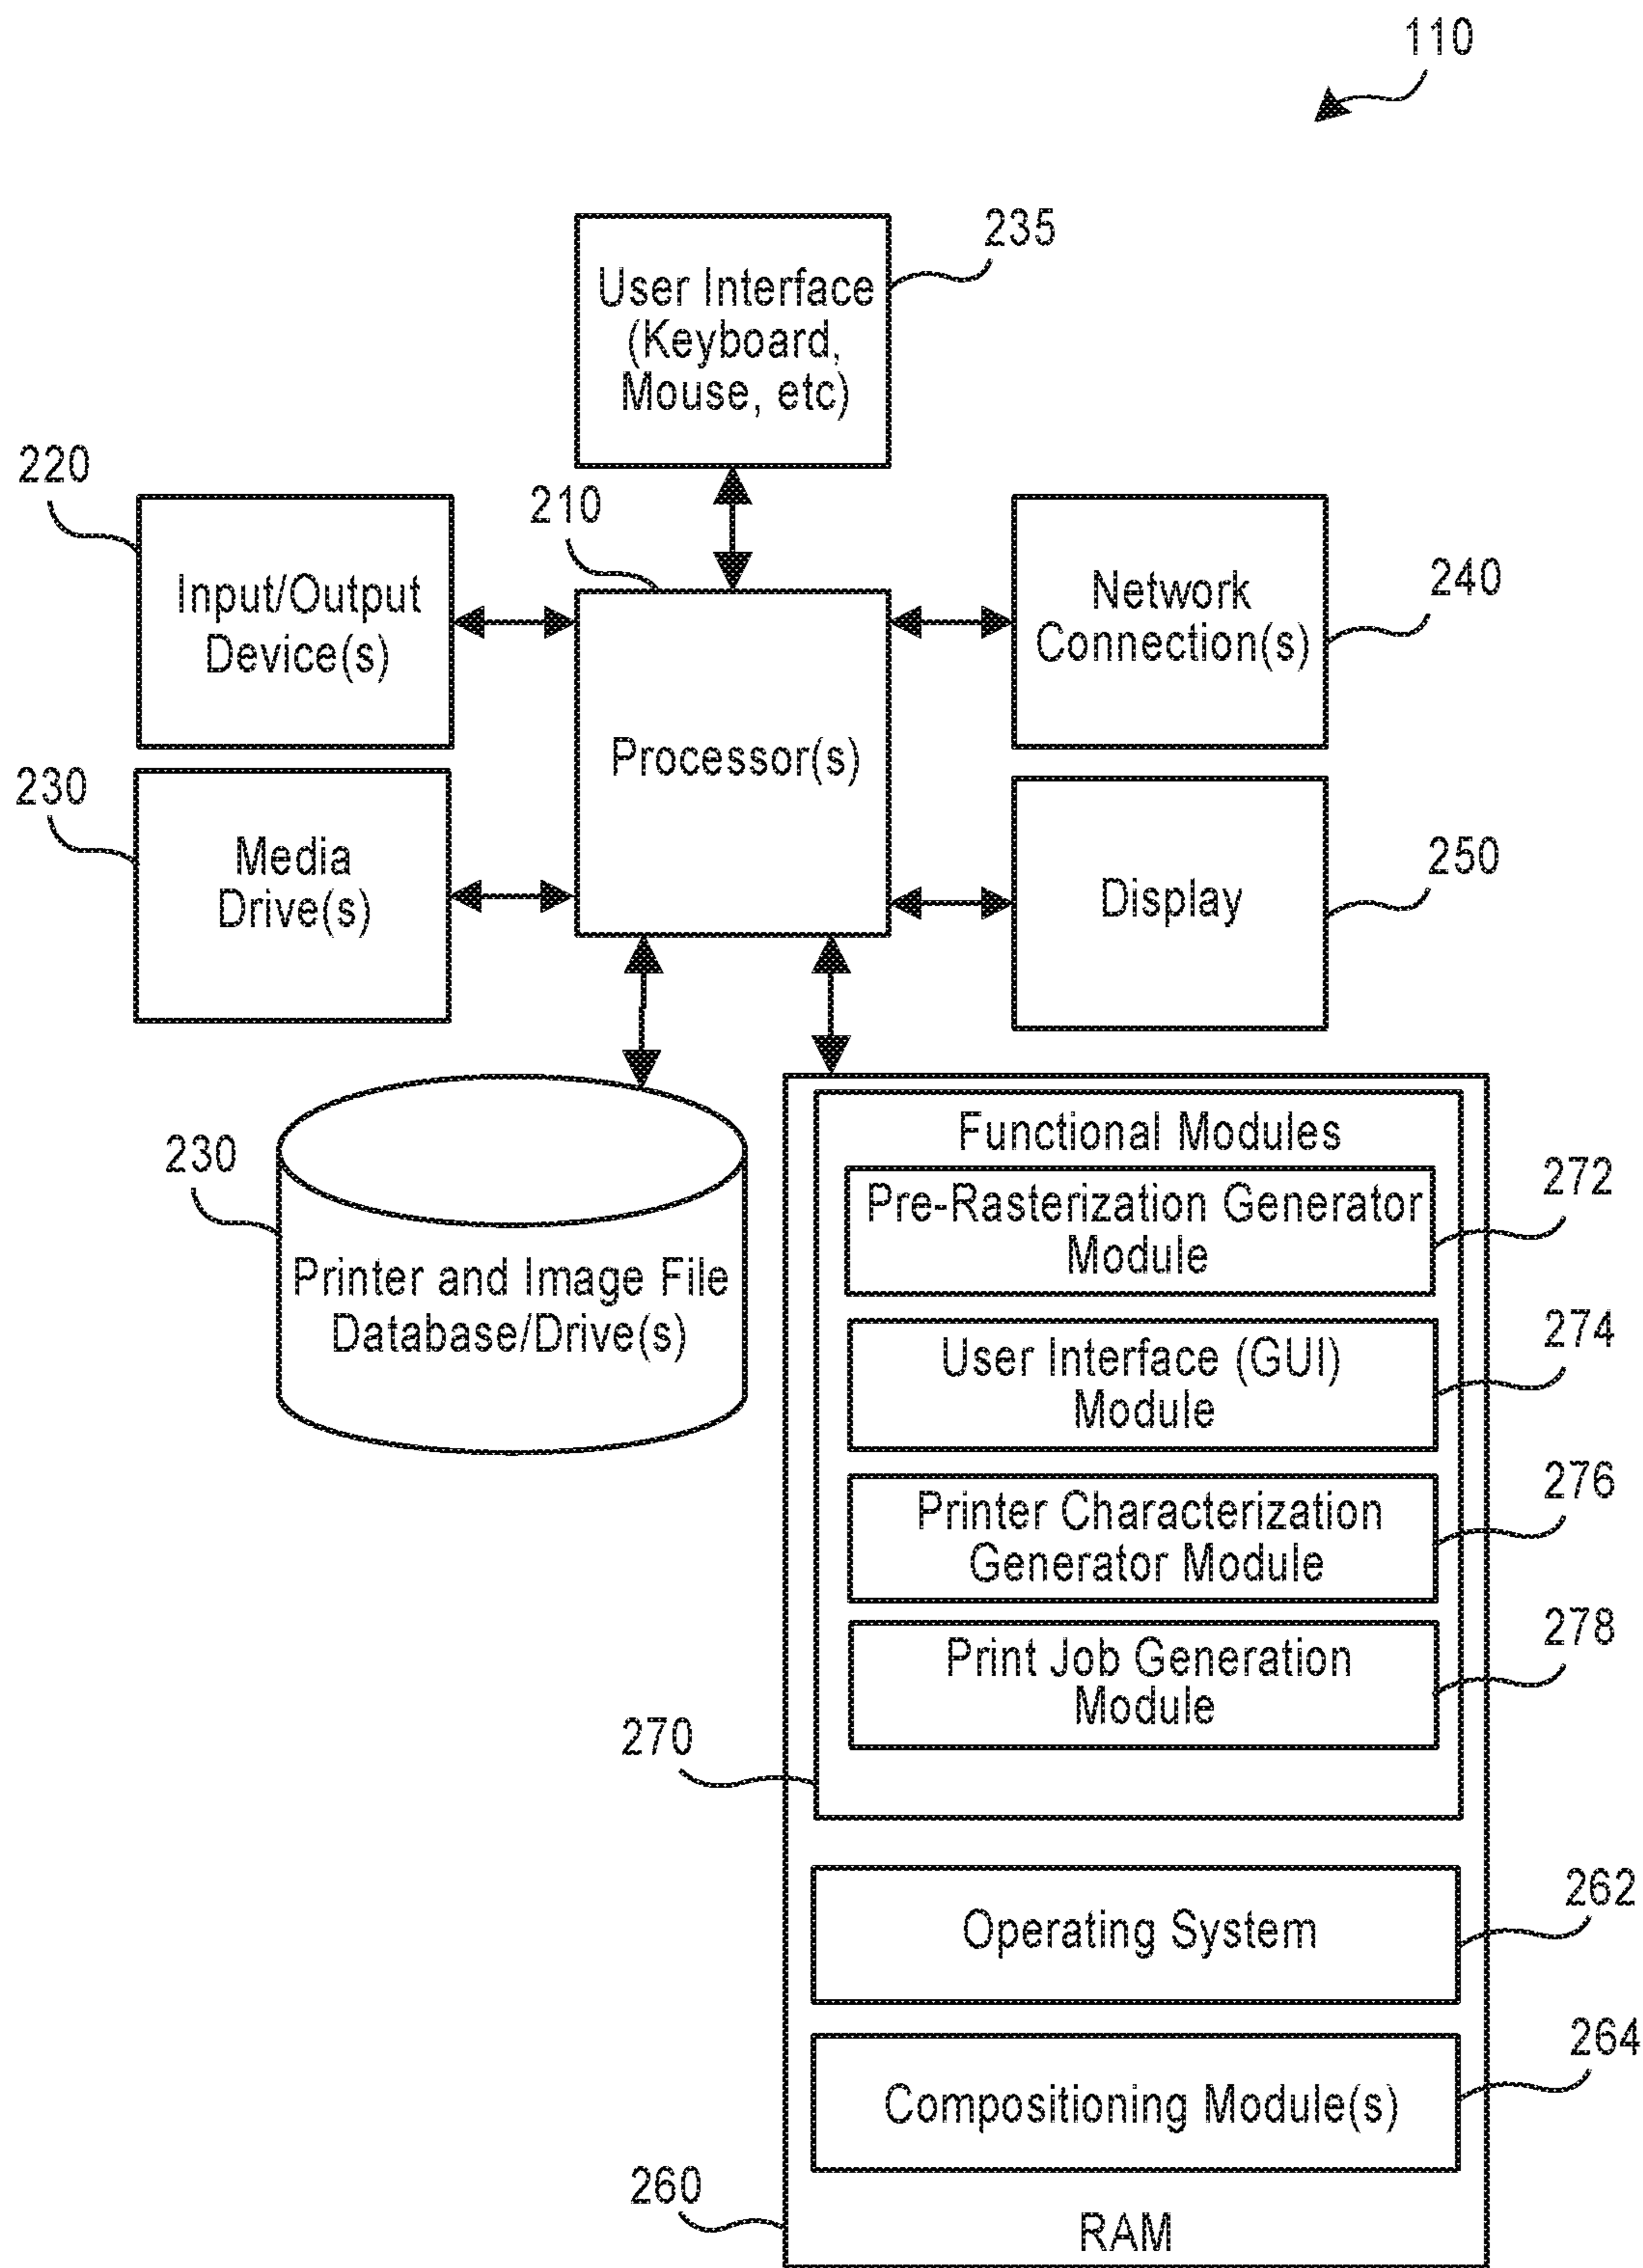 110
235
User Interface
(Keyboard,
Mouse, etc)
220
210
Input/Output
Device(s)
Network
Connection(s)
240
Processor(s)
230
Media
Drive(s)
250
Display
230
Printer and Image File
Database/Drive(s)
Functional Modules
272
Pre-Rasterization Generator
Module
274
User Interface (GUI)
Module
276
Printer Characterization
Generator Module
278
Print Job Generation
Module
270
262
Operating System
264
Compositioning Module(s)
260
RAM